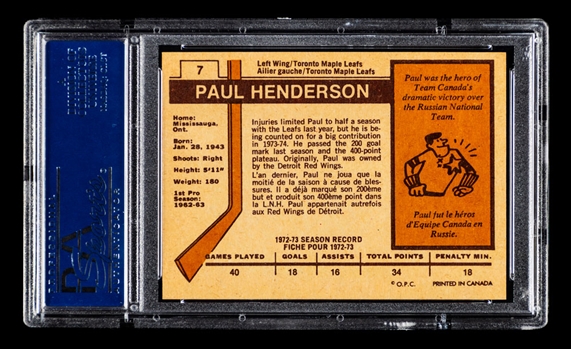 7
Left Wing/Toronto Maple Leafs
Ailier gauche/Toronto Maple Leafs
PAUL HENDERSON
Home:
Mississauga,
Ont.
Born:
Jan. 28, 1943
Shoots: Right
Height: 5'11"
Weight: 180
1st Pro
Season:
1962-63
Injuries limited Paul to half a season
with the Leafs last year, but he is be-
ing counted on for a big contribution
in 1973-74. He passed the 200 goal
mark last season and the 400-point
plateau. Originally, Paul was owned
by the Detroit Red Wings.
L'an dernier, Paul ne joua que la
moitié de la saison à cause de bles-
sures. Il a déjà marqué son 200ème
but et produit son 400ème point dans
la L.N.H. Paul appartenait autrefois
aux Red Wings de Détroit.
Paul was the hero of
Team Canada's
dramatic victory over
the Russian National
Team.
Paul fut le héros
d'Equipe Canada en
Russie.
1972-73 SEASON RECORD
FICHE POUR 1972-73
GAMES PLAYED GOALS ASSISTS TOTAL POINTS PENALTY MIN.
40 18 16 34 18
© O.P.C. PRINTED IN CANADA
PSA